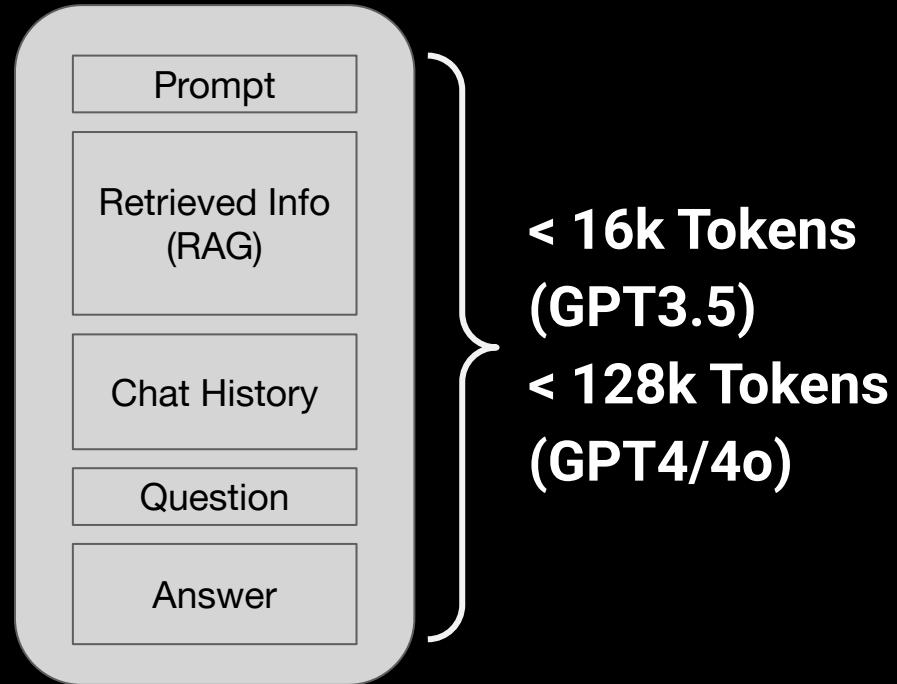 Prompt
Retrieved Info
(RAG)
Chat History
Question
Answer
< 16k Tokens
(GPT3.5)
< 128k Tokens
(GPT4/4o)